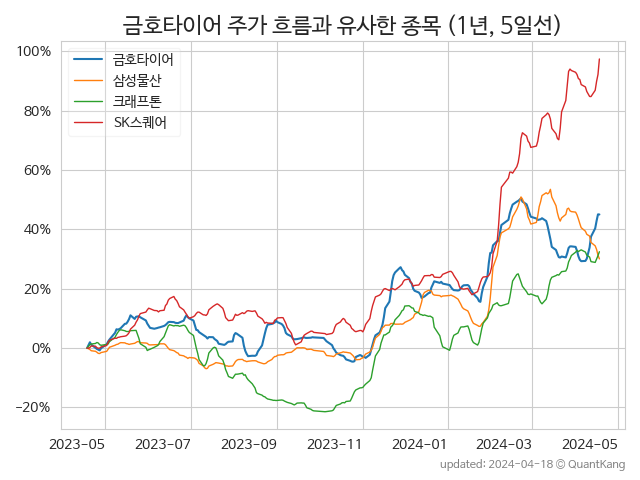 금호타이어 주가 흐름과 유사한 종목 (1년, 5일선)
100%
80%
60%
40%
20%
0%
−20%
금호타이어
삼성물산
크래프톤
SK스퀘어
2023-05 2023-07 2023-09 2023-11 2024-01 2024-03 2024-05
updated: 2024-04-18 © QuantKang